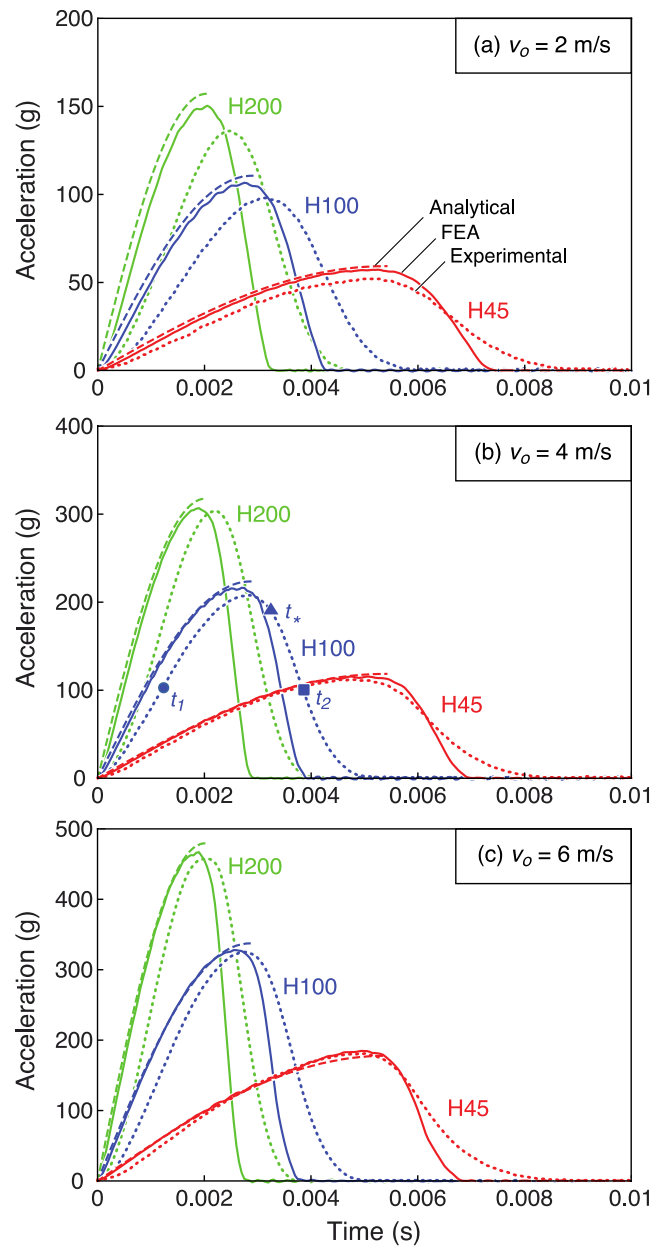 (a) vo = 2 m/s
Acceleration (g)
200
150
100
50
0
H200
H100
H45
Analytical
FEA
Experimental
0 0.002 0.004 0.006 0.008 0.01
(b) vo = 4 m/s
Acceleration (g)
400
300
200
100
0
H200
H100
H45
t1
t*
t2
0 0.002 0.004 0.006 0.008 0.01
(c) vo = 6 m/s
Acceleration (g)
500
400
300
200
100
0
H200
H100
H45
0 0.002 0.004 0.006 0.008 0.01
Time (s)